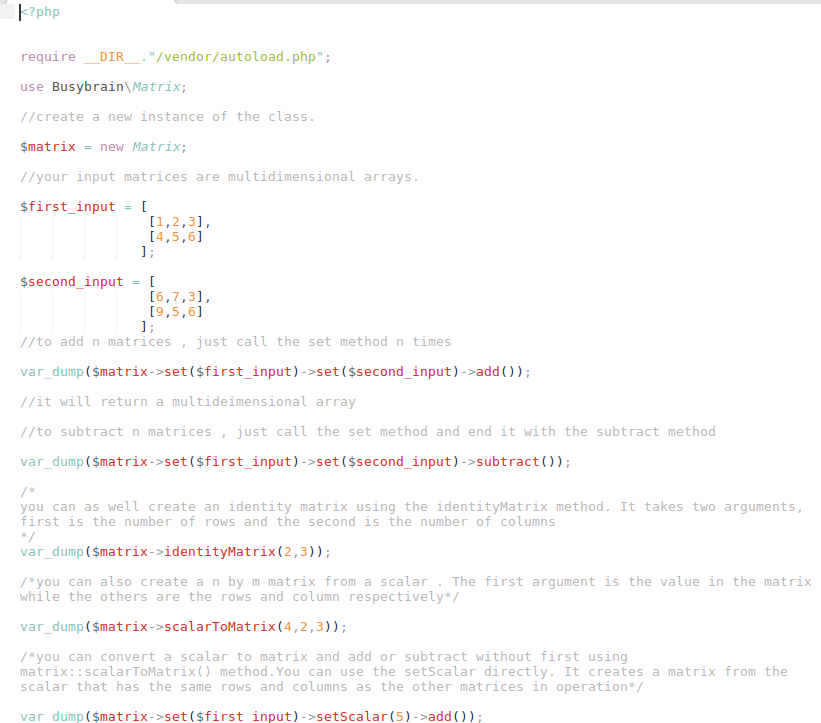 <?php
require __DIR__."/vendor/autoload.php";
use Busybrain\Matrix;
//create a new instance of the class.
$matrix = new Matrix;
//your input matrices are multidimensional arrays.
$first_input = [
[1,2,3],
[4,5,6]
];
$second_input = [
[6,7,3],
[9,5,6]
];
//to add n matrices , just call the set method n times
var_dump($matrix->set($first_input)->set($second_input)->add());
//it will return a multideimensional array
//to subtract n matrices , just call the set method and end it with the subtract method
var_dump($matrix->set($first_input)->set($second_input)->subtract());
/*
you can as well create an identity matrix using the identityMatrix method. It takes two arguments,
first is the number of rows and the second is the number of columns
*/
var_dump($matrix->identityMatrix(2,3));
/*you can also create a n by m matrix from a scalar . The first argument is the value in the matrix
while the others are the rows and column respectively*/
var_dump($matrix->scalarToMatrix(4,2,3));
/*you can convert a scalar to matrix and add or subtract without first using
matrix::scalarToMatrix() method.You can use the setScalar directly. It creates a matrix from the
scalar that has the same rows and columns as the other matrices in operation*/
var_dump($matrix->set($first_input)->setScalar(5)->add());